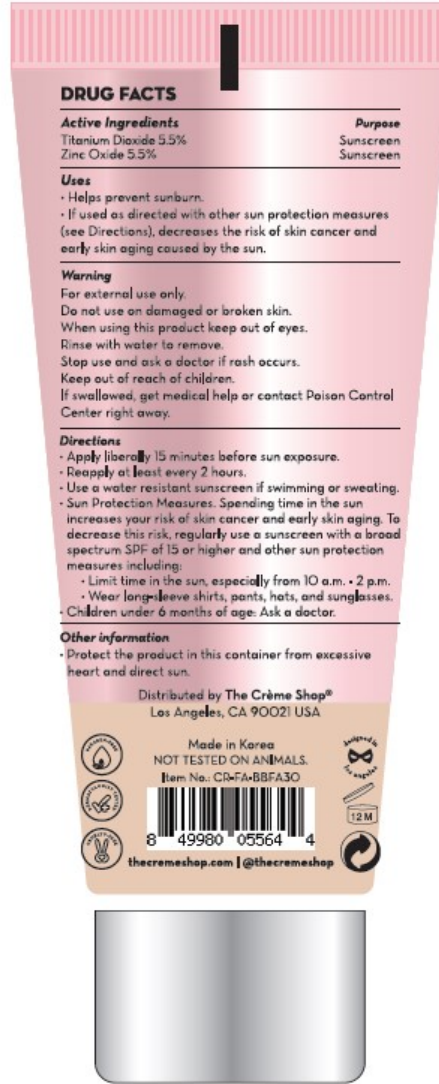 DRUG FACTS
Active Ingredients Purpose
Titanium Dioxide 5.5% Sunscreen
Zinc Oxide 5.5% Sunscreen
Uses
• Helps prevent sunburn.
• If used as directed with other sun protection measures
(see Directions), decreases the risk of skin cancer and
early skin aging caused by the sun.
Warning
For external use only.
Do not use on damaged or broken skin.
When using this product keep out of eyes.
Rinse with water to remove.
Stop use and ask a doctor if rash occurs.
Keep out of reach of children.
If swallowed, get medical help or contact Poison Control
Center right away.
Directions
• Apply liberally 15 minutes before sun exposure.
• Reapply at least every 2 hours.
• Use a water resistant sunscreen if swimming or sweating.
• Sun Protection Measures. Spending time in the sun
increases your risk of skin cancer and early skin aging. To
decrease this risk, regularly use a sunscreen with a broad
spectrum SPF of 15 or higher and other sun protection
measures including:
• Limit time in the sun, especially from 10 a.m. • 2 p.m.
• Wear long-sleeve shirts, pants, hats, and sunglasses.
• Children under 6 months of age: Ask a doctor.
Other information
• Protect the product in this container from excessive
heart and direct sun.
Distributed by The Crème Shop®
Los Angeles, CA 90021 USA
Made in Korea
NOT TESTED ON ANIMALS.
Item No.: CR-FA-BBFA30
designed in
los angeles
12 M
8 49980 05564 4
CRUELTY-FREE
thecremeshop.com | @thecremeshop